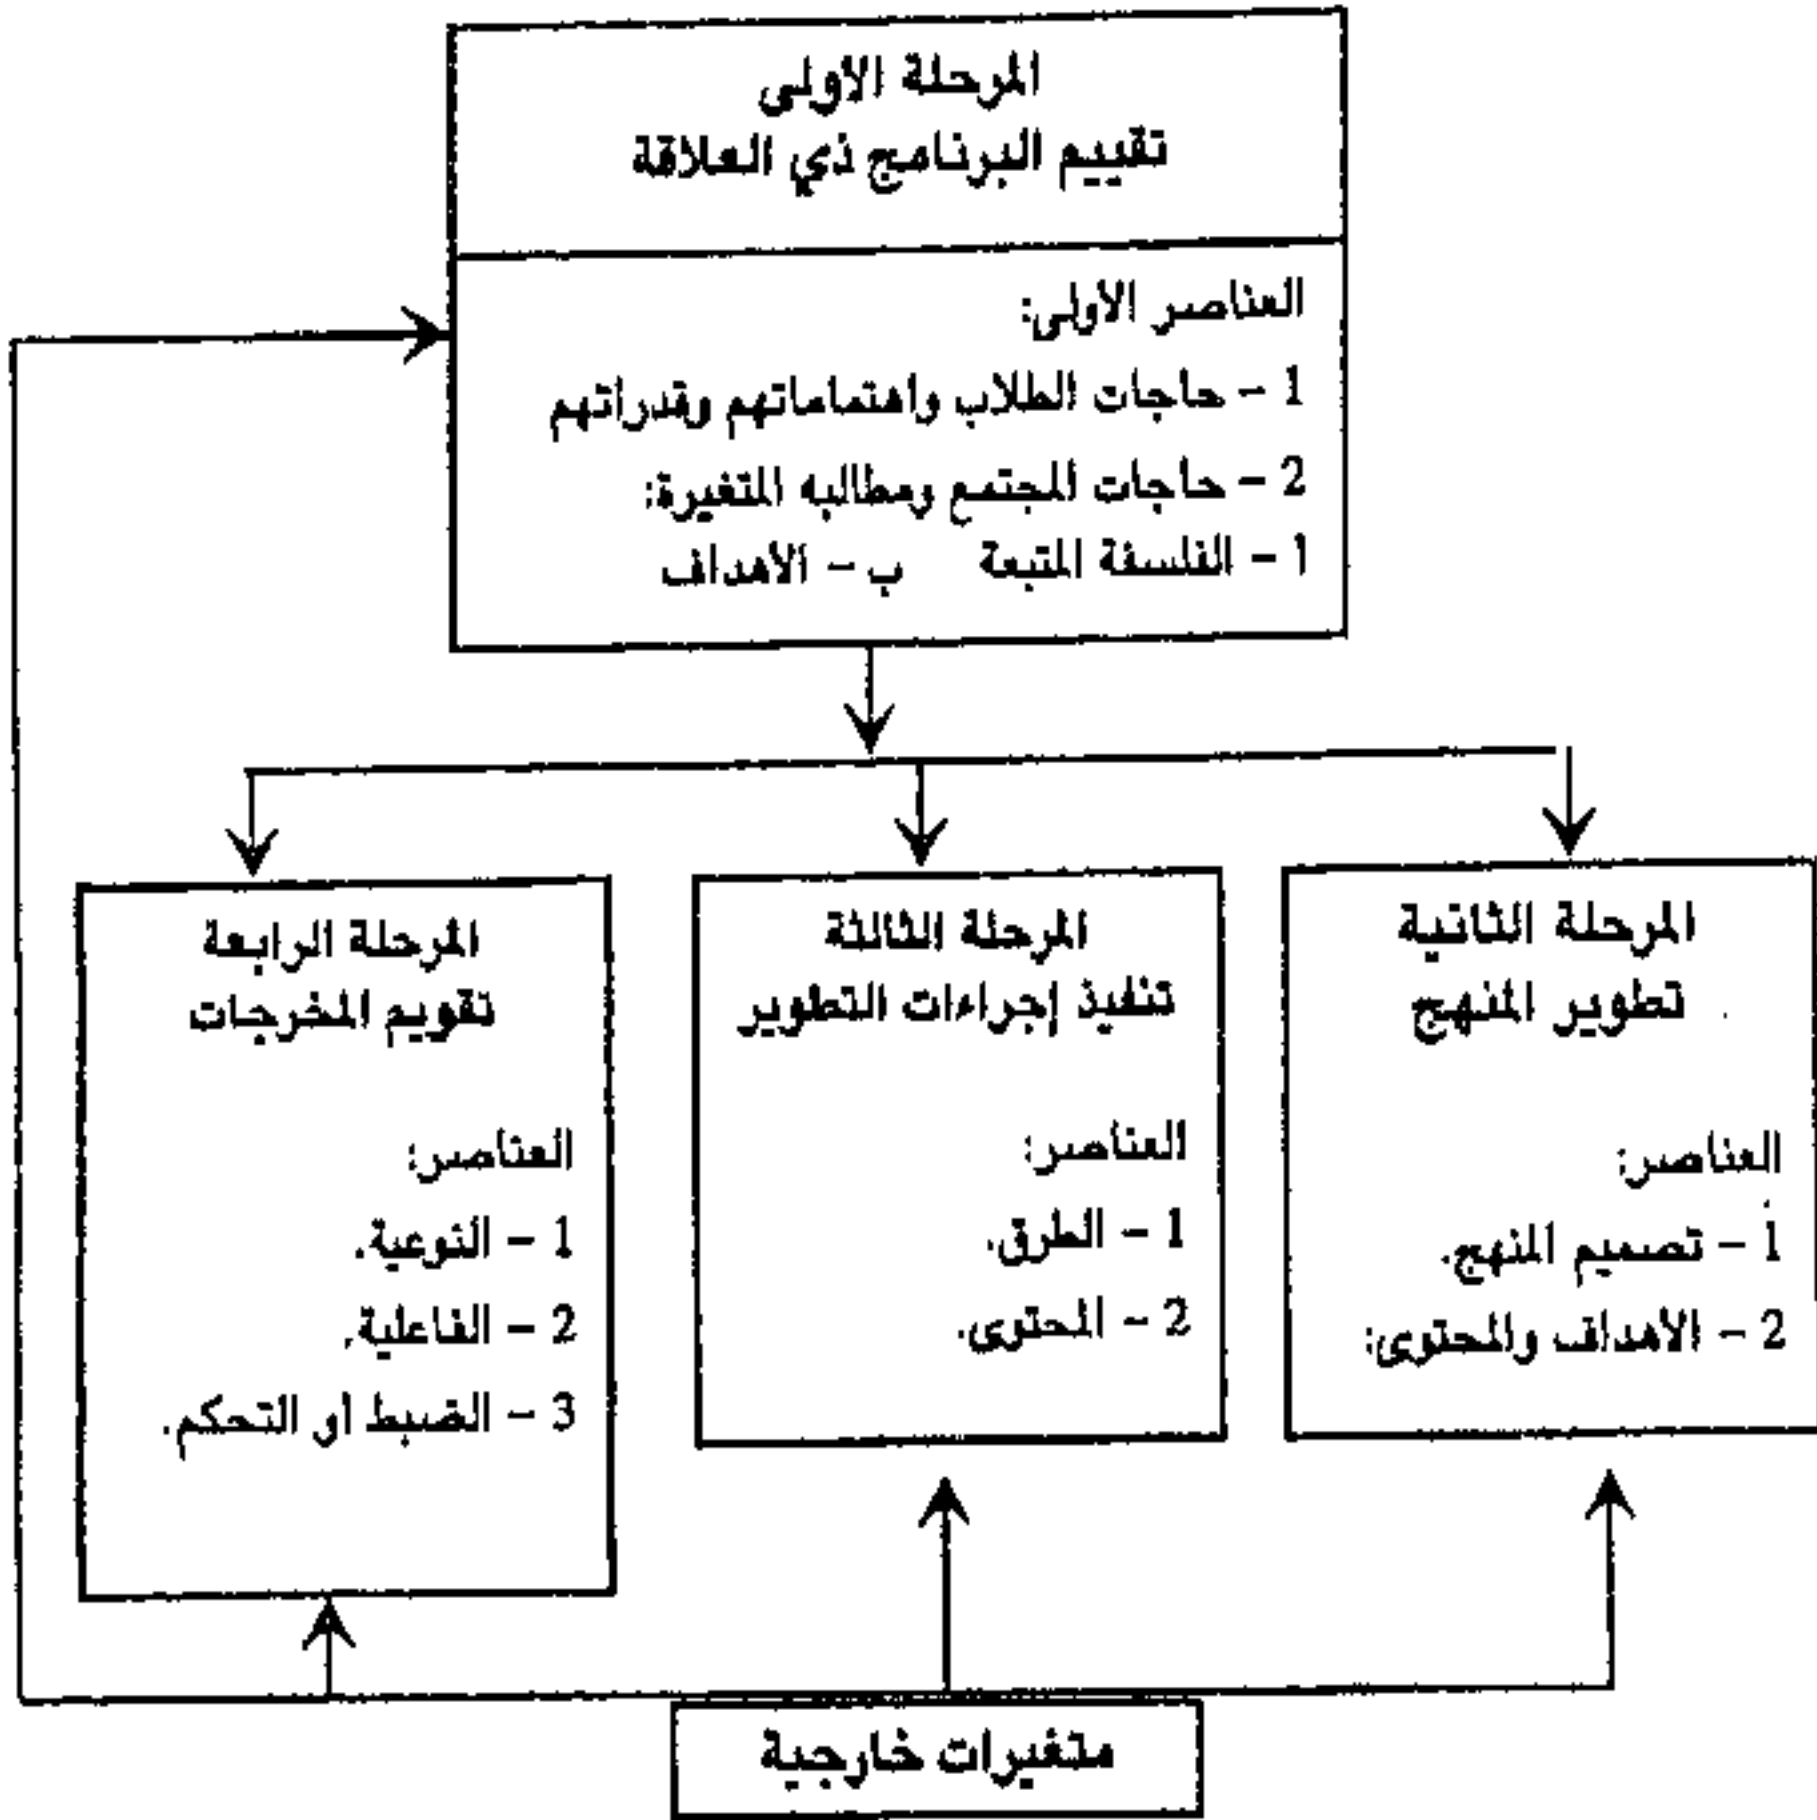 المرحلة الاولى
تقييم البرنامج ذي العلاقة
العناصر الاولى:
1 - حاجات الطلاب واهتماماتهم وقدراتهم
2 - حاجات المجتمع ومطالبه المتغيرة:
ا - الفلسفة المتبعة ب - الاهداف
المرحلة الثانية
تطوير المنهج
العناصر:
1 - تصميم المنهج.
2 - الاهداف والمحتوى:
المرحلة الثالثة
تنفيذ إجراءات التطوير
العناصر:
1 - الطرق.
2 - المحتوى.
المرحلة الرابعة
تقويم المخرجات
العناصر:
1 - النوعية.
2 - الفاعلية.
3 - الضبط او التحكم.
متغيرات خارجية